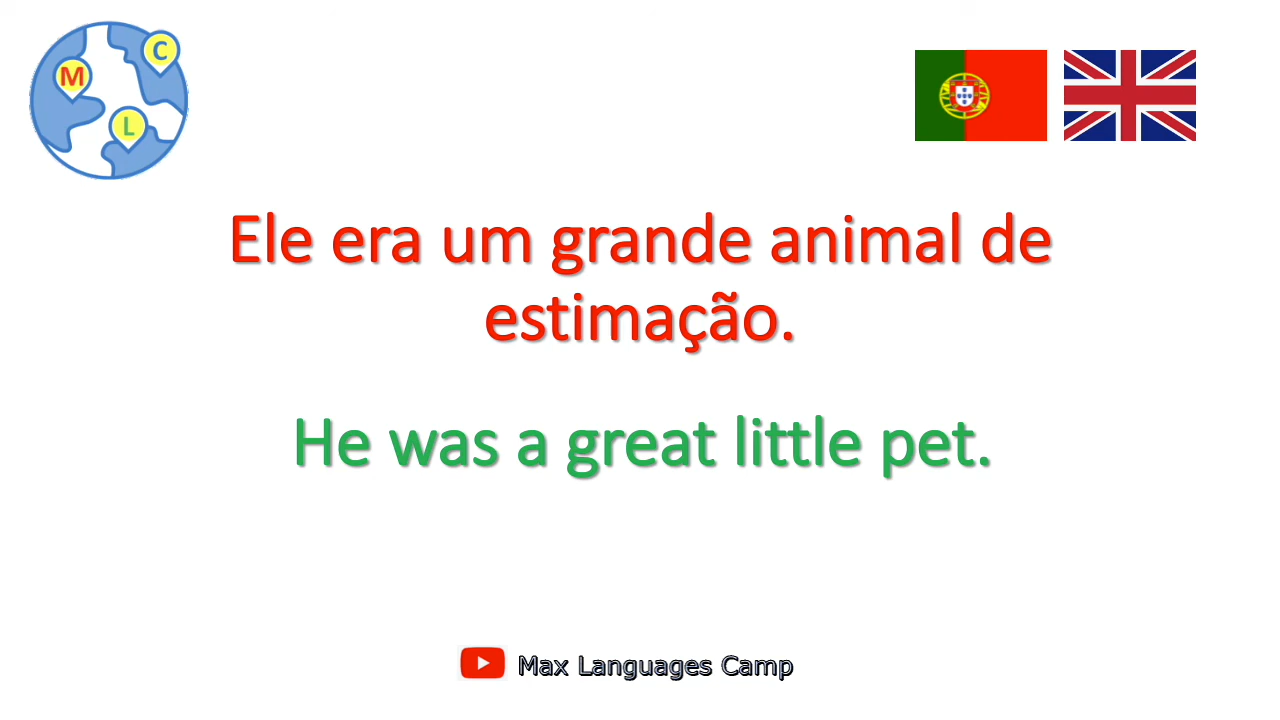 M
C
L
Ele era um grande animal de
estimação.
He was a great little pet.
Max Languages Camp